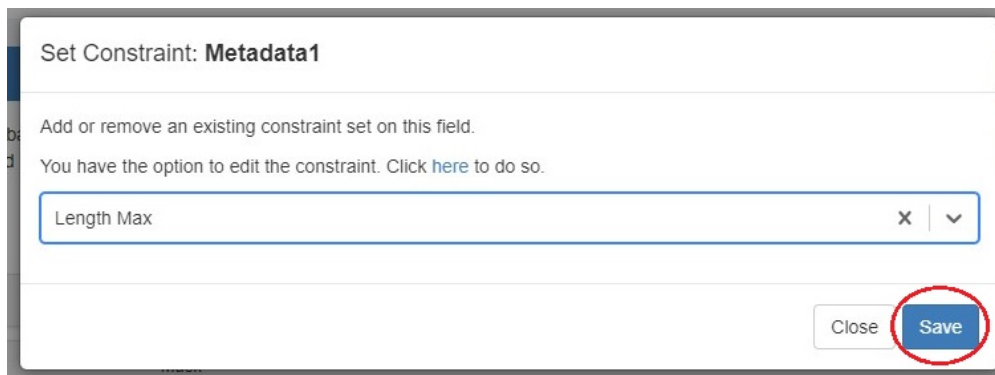 Set Constraint: Metadata1
Add or remove an existing constraint set on this field.
You have the option to edit the constraint. Click here to do so.
Length Max
Close Save